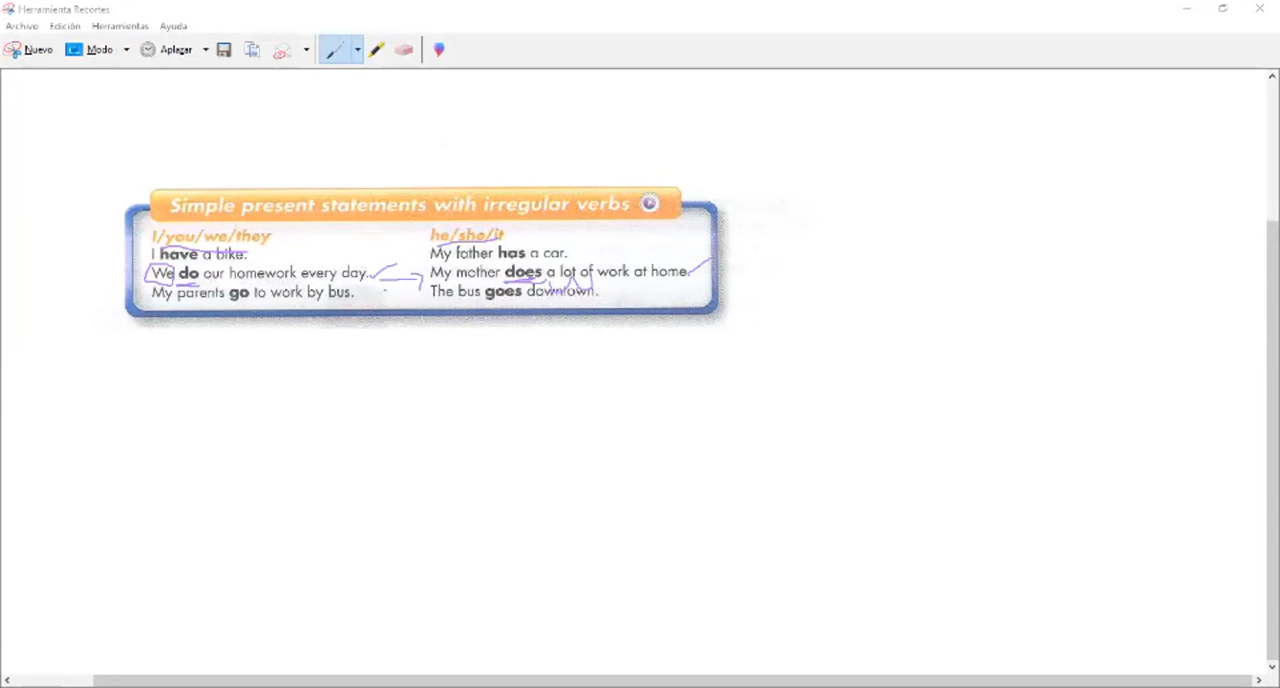 Herramienta Recortes
Archivo Edición Herramientas Ayuda
Nuevo Modo Aplazar
Simple present statements with irregular verbs
I/you/we/they
I have a bike.
We do our homework every day.
My parents go to work by bus.
he/she/it
My father has a car.
My mother does a lot of work at home.
The bus goes downtown.